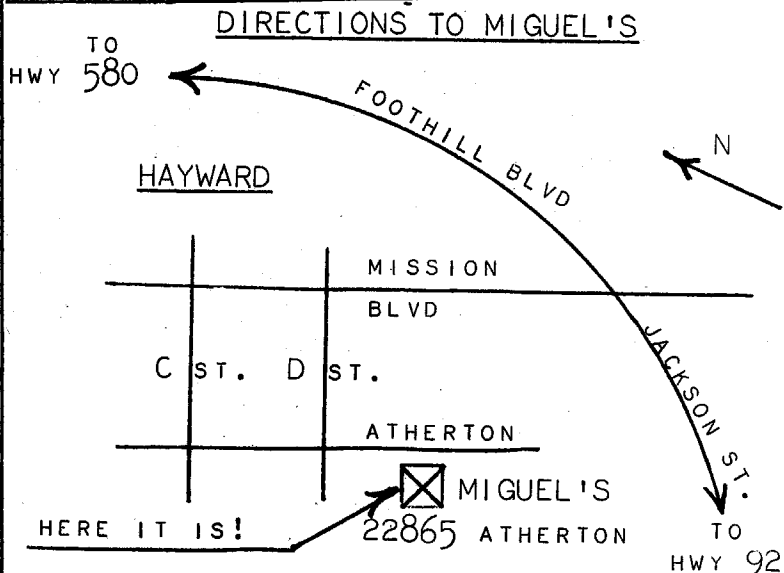 DIRECTIONS TO MIGUEL'S
TO
HWY 580
FOOTHILL BLVD
N
HAYWARD
MISSION
BLVD
JACKSON ST.
C ST. D ST.
ATHERTON
MIGUEL'S
22865 ATHERTON
HERE IT IS!
TO
HWY 92